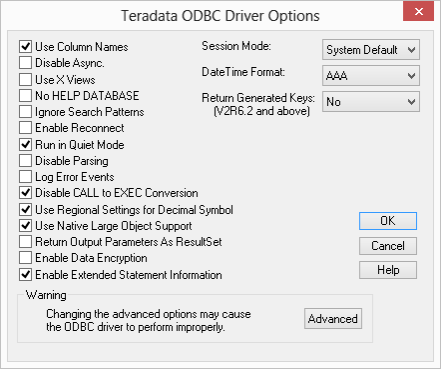 Teradata ODBC Driver Options
Use Column Names
Disable Async.
Use X Views
No HELP DATABASE
Ignore Search Patterns
Enable Reconnect
Run in Quiet Mode
Disable Parsing
Log Error Events
Disable CALL to EXEC Conversion
Use Regional Settings for Decimal Symbol
Use Native Large Object Support
Return Output Parameters As ResultSet
Enable Data Encryption
Enable Extended Statement Information
Session Mode: System Default
DateTime Format: AAA
Return Generated Keys: No
(V2R6.2 and above)
OK
Cancel
Help
Warning
Changing the advanced options may cause
the ODBC driver to perform improperly.
Advanced